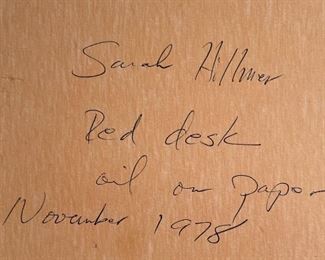 Sarah Hillmer
Red desk
oil on paper
November 1978